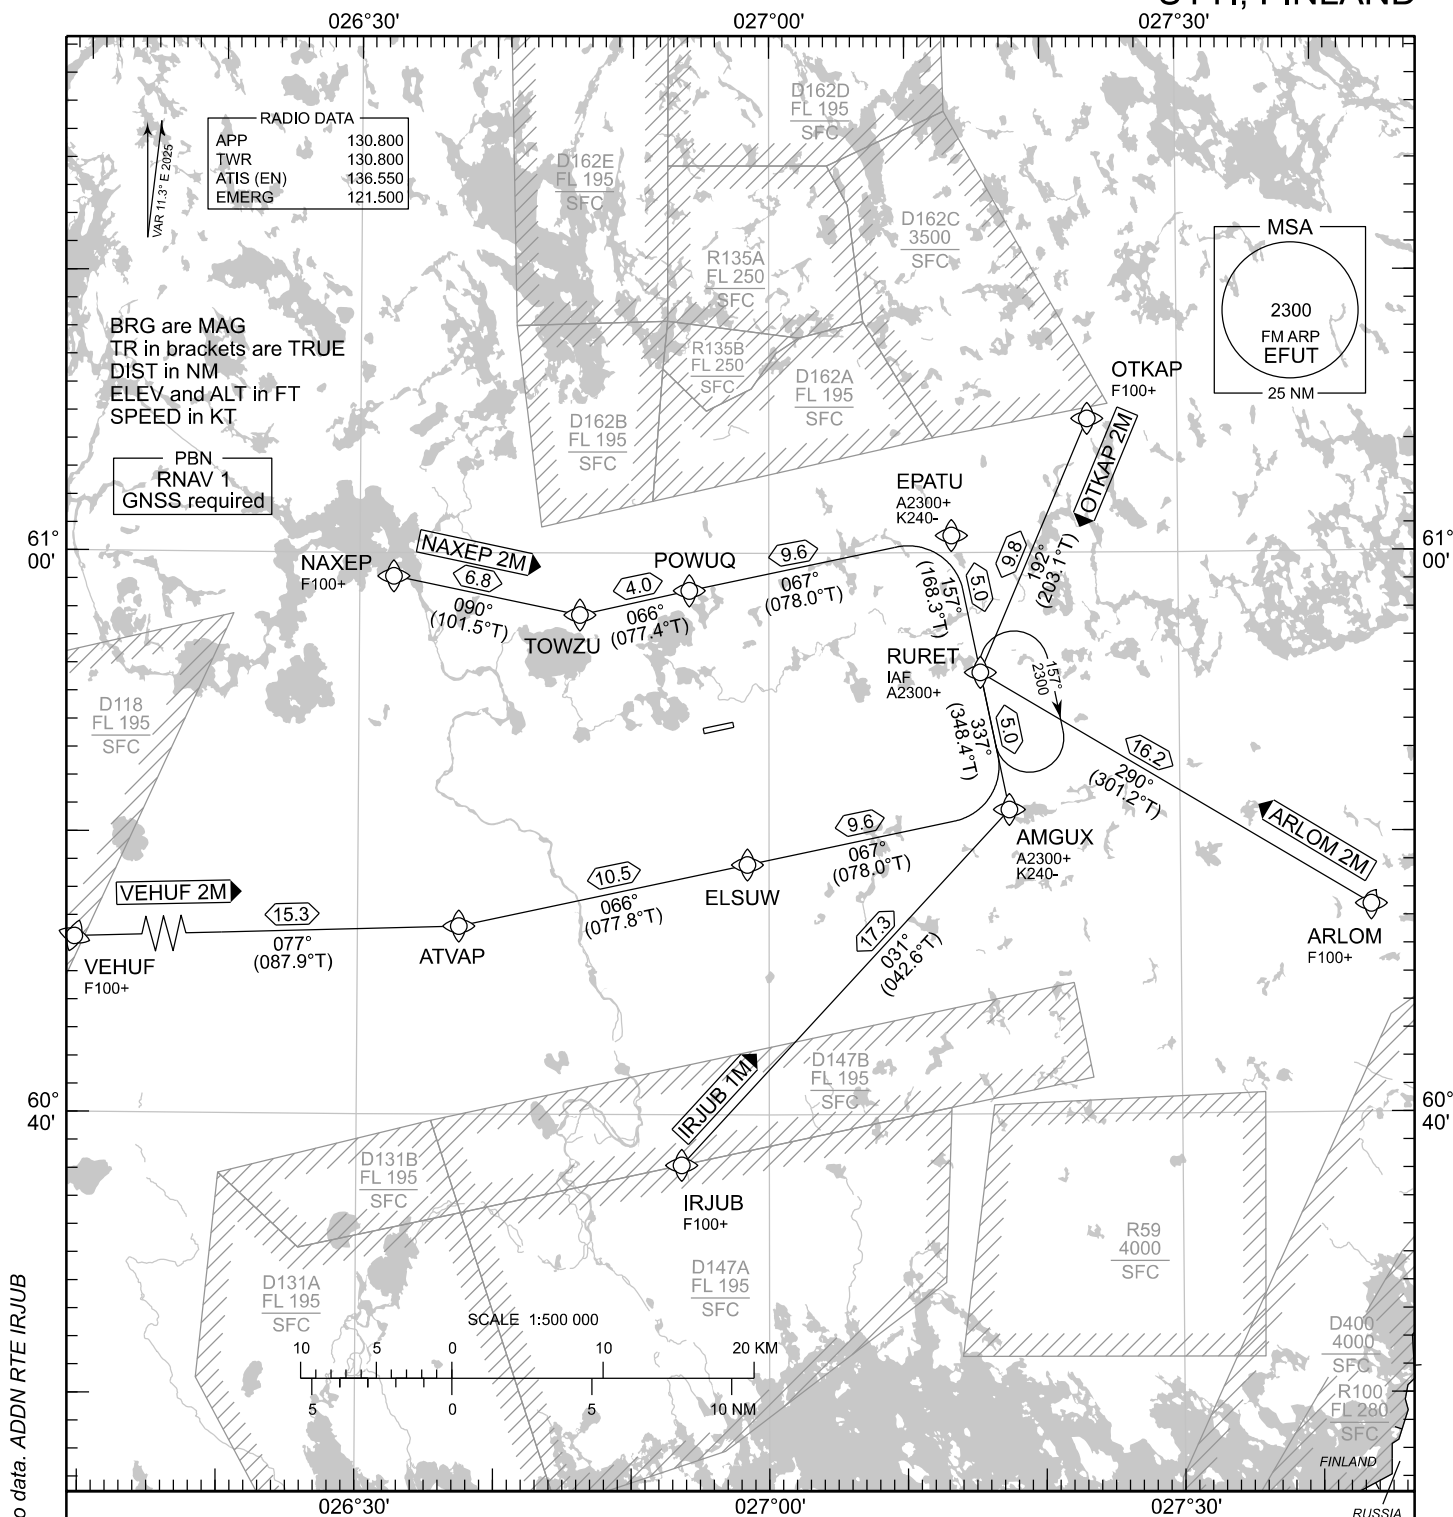 UTTI, FINLAND
026°30'
027°00'
027°30'
RADIO DATA
APP 130.800
TWR 130.800
ATIS (EN) 136.550
EMERG 121.500
VAR 11.3° E 2025
D162D
FL 195
SFC
D162E
FL 195
SFC
D162C
3500
SFC
R135A
FL 250
SFC
MSA
2300
FM ARP
EFUT
25 NM
BRG are MAG
TR in brackets are TRUE
DIST in NM
ELEV and ALT in FT
SPEED in KT
R135B
FL 250
SFC
D162A
FL 195
SFC
D162B
FL 195
SFC
OTKAP
F100+
OTKAP 2M
PBN
RNAV 1
GNSS required
EPATU
A2300+
K240-
61°
00'
61°
00'
NAXEP
F100+
NAXEP 2M
6.8
090°
(101.5°T)
TOWZU
4.0
066°
(077.4°T)
POWUQ
9.6
067°
(078.0°T)
157°
(168.3°T)
5.0
9.8
192°
(203.1°T)
RURET
IAF
A2300+
157°
2300
337°
(348.4°T)
5.0
16.2
290°
(301.2°T)
D118
FL 195
SFC
ARLOM 2M
ARLOM
F100+
AMGUX
A2300+
K240-
9.6
067°
(078.0°T)
ELSUW
10.5
066°
(077.8°T)
VEHUF 2M
15.3
077°
(087.9°T)
VEHUF
F100+
ATVAP
17.3
031°
(042.6°T)
IRJUB 1M
D147B
FL 195
SFC
60°
40'
60°
40'
D131B
FL 195
SFC
IRJUB
F100+
R59
4000
SFC
D131A
FL 195
SFC
D147A
FL 195
SFC
SCALE 1:500 000
10 5 0 10 20 KM
5 0 5 10 NM
D400
4000
SFC
R100
FL 280
SFC
FINLAND
RUSSIA
026°30'
027°00'
027°30'
o data. ADDN RTE IRJUB